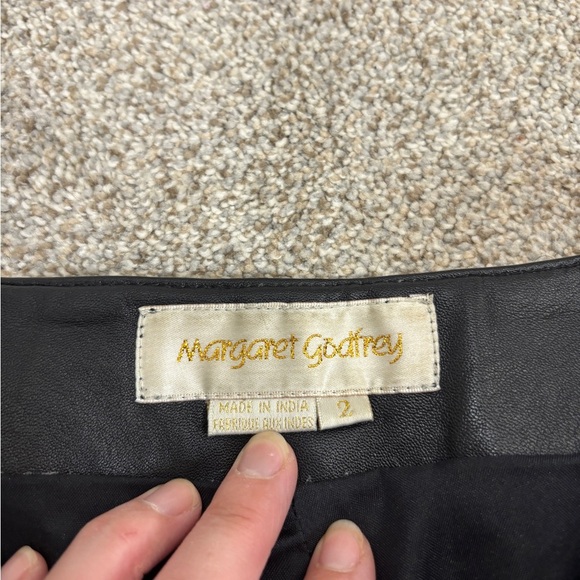 Margaret Godfrey
MADE IN INDIA
FABRIQUE AUX INDES
2